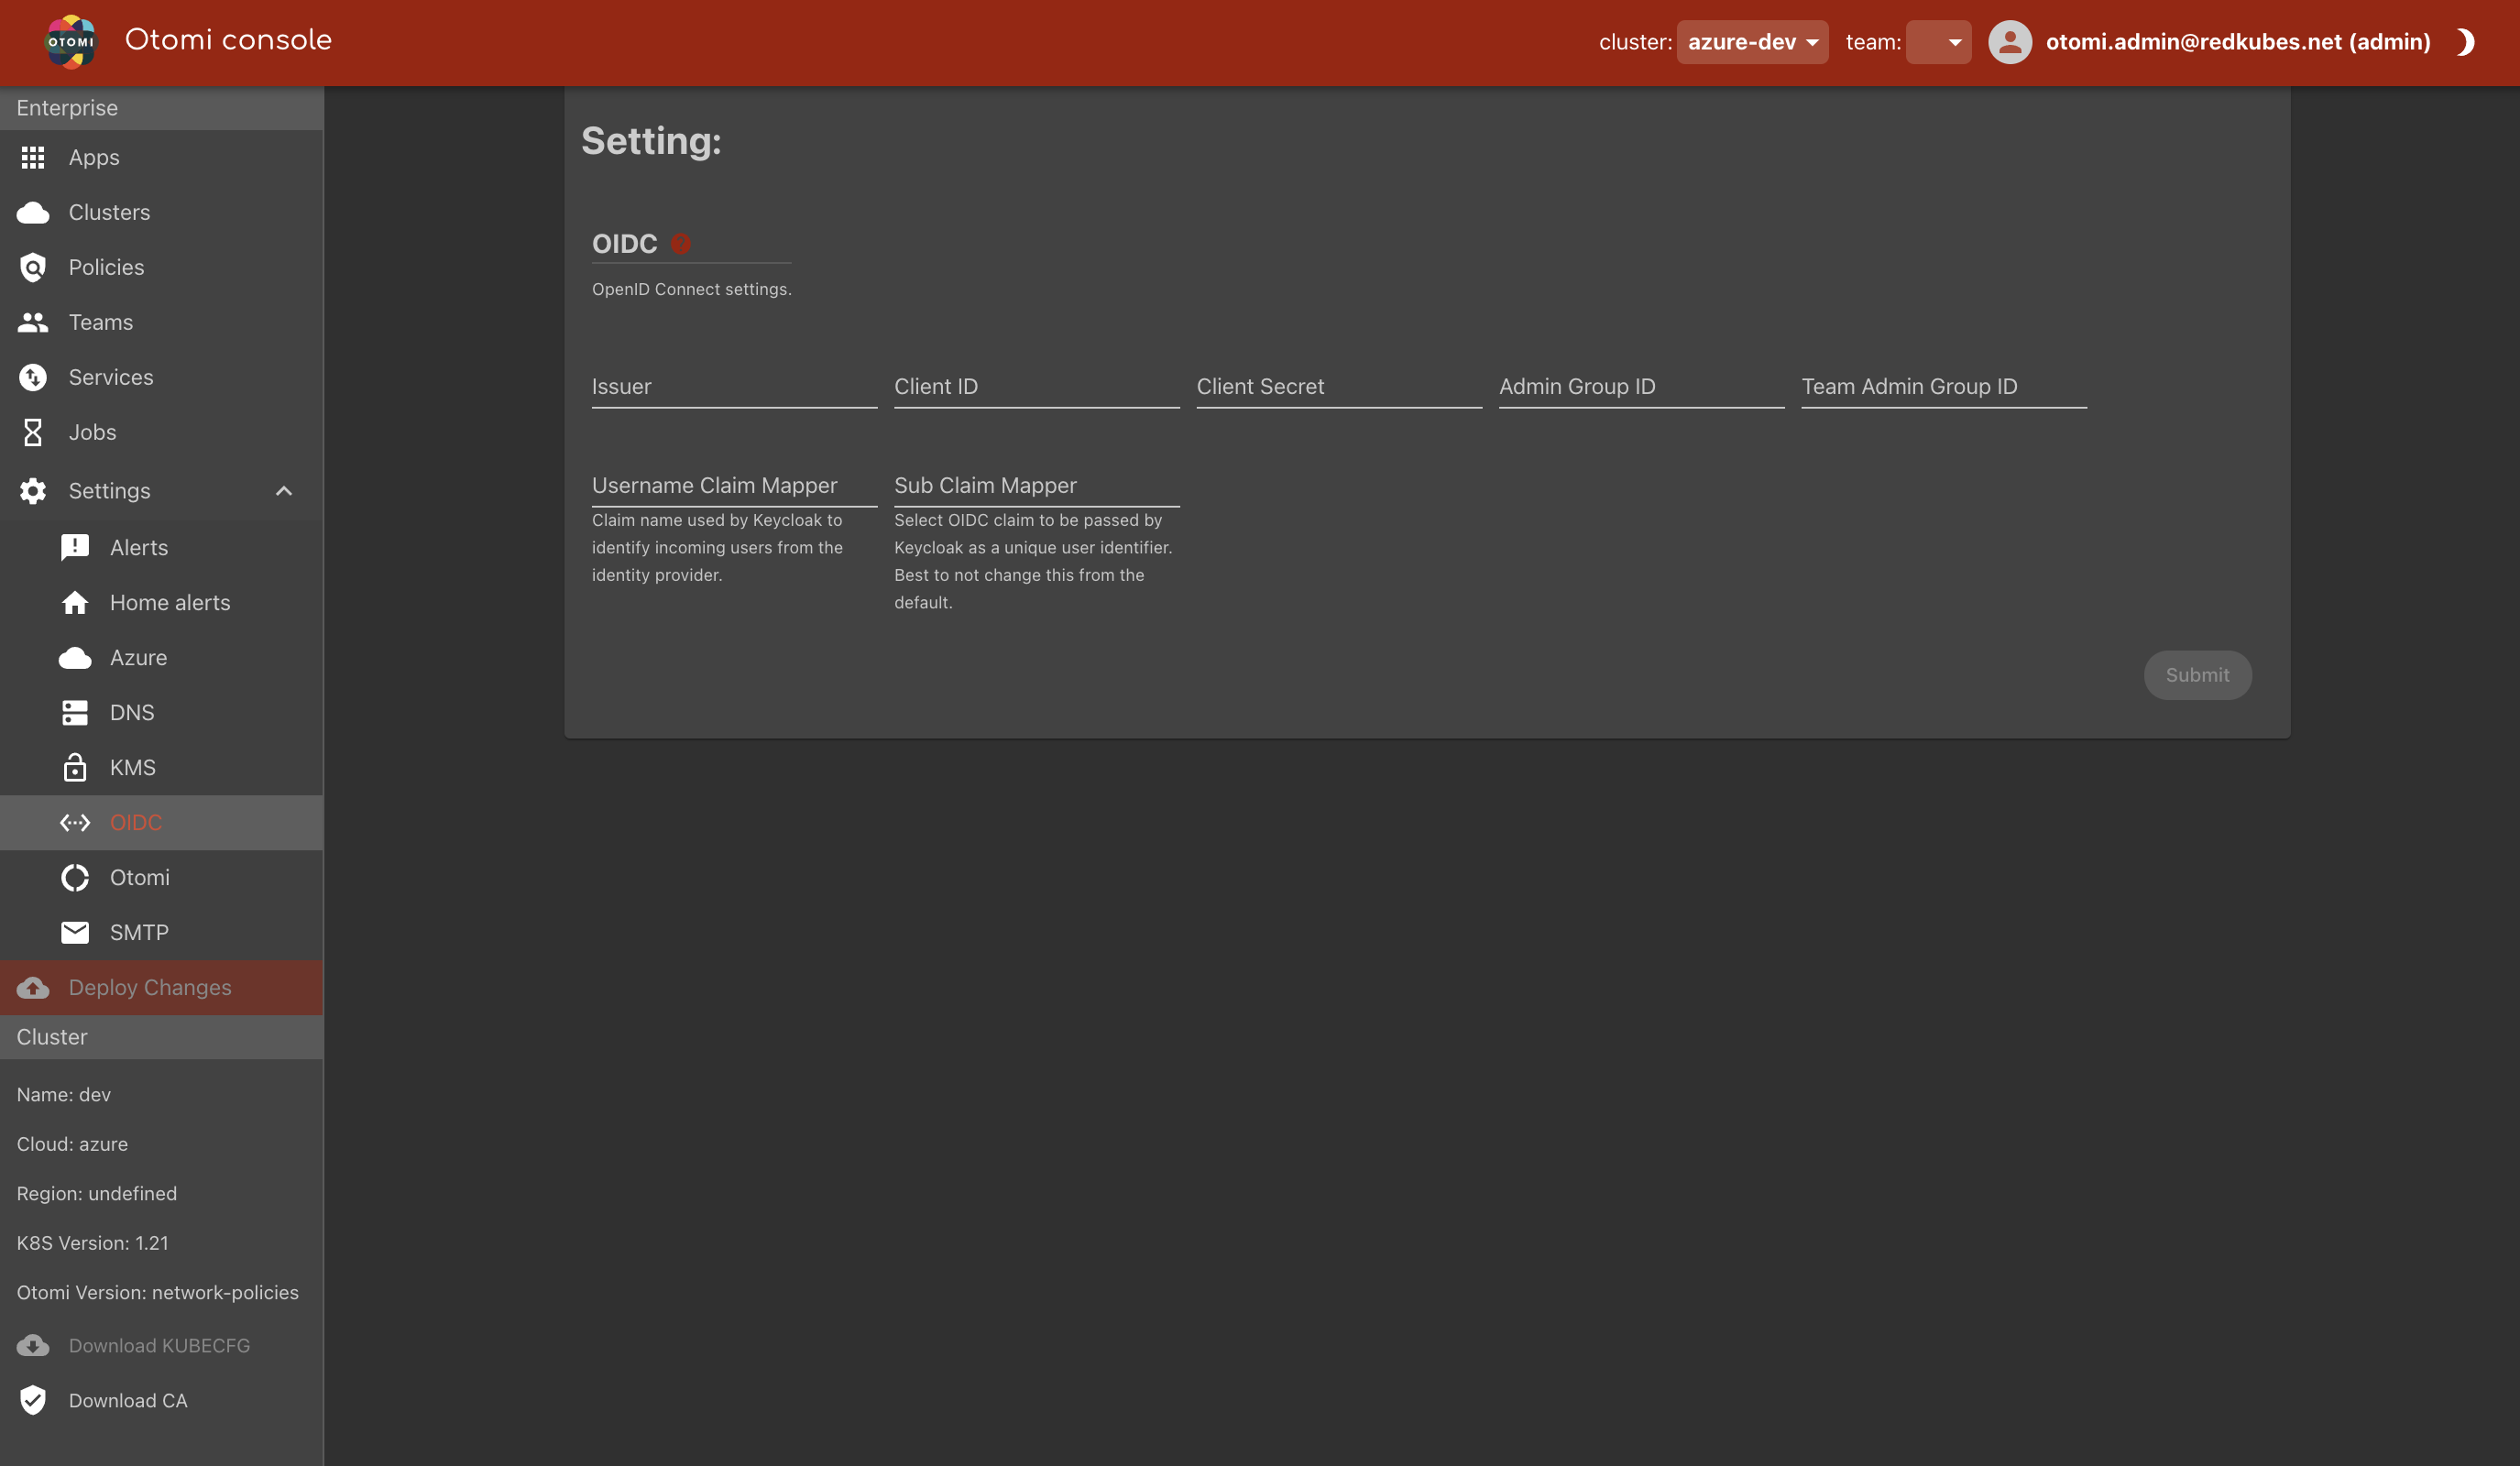 OTOMI
Otomi console
cluster: azure-dev team: otomi.admin@redkubes.net (admin)
Enterprise
Apps
Clusters
Policies
Teams
Services
Jobs
Settings
Alerts
Home alerts
Azure
DNS
KMS
OIDC
Otomi
SMTP
Deploy Changes
Cluster
Name: dev
Cloud: azure
Region: undefined
K8S Version: 1.21
Otomi Version: network-policies
Download KUBECFG
Download CA
Setting:
OIDC ?
OpenID Connect settings.
Issuer
Client ID
Client Secret
Admin Group ID
Team Admin Group ID
Username Claim Mapper
Claim name used by Keycloak to
identify incoming users from the
identity provider.
Sub Claim Mapper
Select OIDC claim to be passed by
Keycloak as a unique user identifier.
Best to not change this from the
default.
Submit